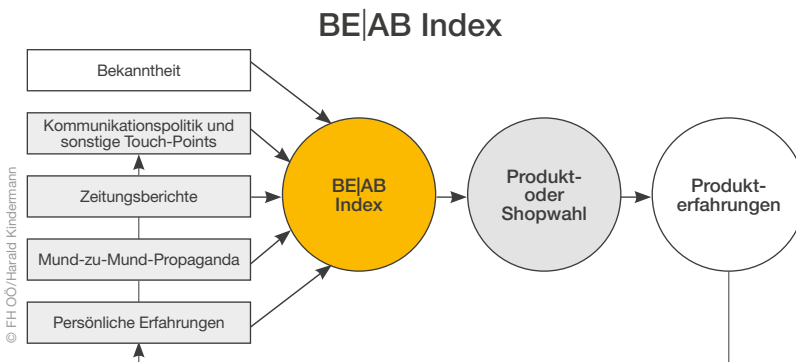 BE|AB Index
Bekanntheit
Kommunikationspolitik und
sonstige Touch-Points
Zeitungsberichte
Mund-zu-Mund-Propaganda
Persönliche Erfahrungen
BE|AB
Index
Produkt-
oder
Shopwahl
Produkt-
erfahrungen
© FH OÖ/Harald Kindermann